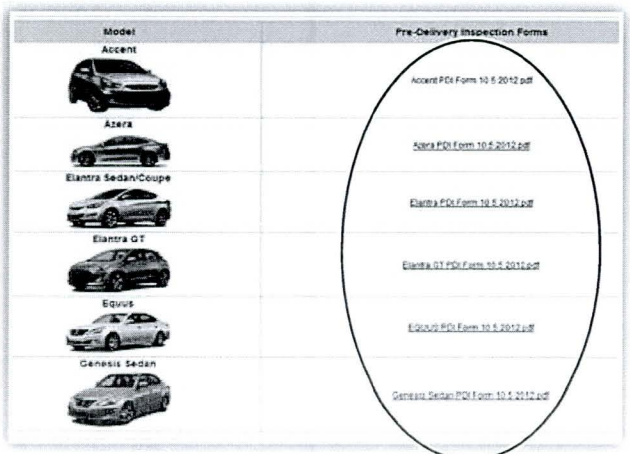 Model Pre-Delivery Inspection Forms
Accent
Accent PDI Form 10.5.2012.pdf
Azera
Azera PDI Form 10.5.2012.pdf
Elantra Sedan/Coupe
Elantra PDI Form 10.5.2012.pdf
Elantra GT
Elantra GT PDI Form 10.5.2012.pdf
Equus
EQUUS PDI Form 10.5.2012.pdf
Genesis Sedan
Genesis Sedan PDI Form 10.5.2012.pdf